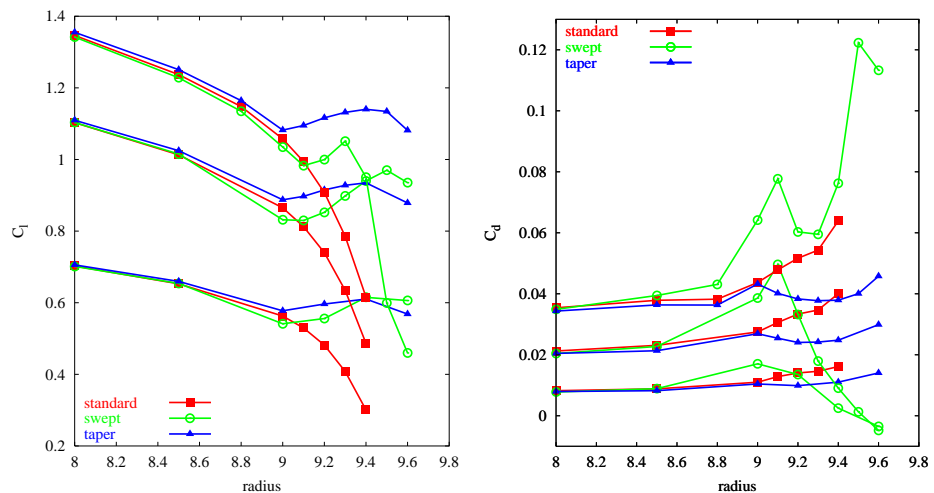 1.4
1.2
1
0.8
0.6
0.4
0.2
C_l
standard
swept
taper
8 8.2 8.4 8.6 8.8 9 9.2 9.4 9.6 9.8
radius
standard
swept
taper
0.12
0.1
0.08
0.06
0.04
0.02
0
C_d
8 8.2 8.4 8.6 8.8 9 9.2 9.4 9.6 9.8
radius